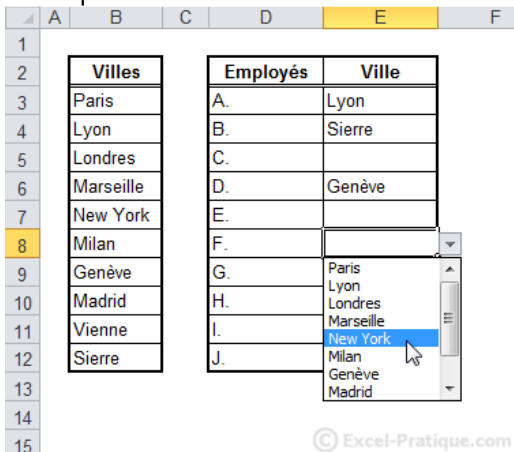 A B C D E F
1
2 Villes Employés Ville
3 Paris A. Lyon
4 Lyon B. Sierre
5 Londres C.
6 Marseille D. Genève
7 New York E.
8 Milan F.
9 Genève G. Paris
Lyon
10 Madrid H. Londres
Marseille
11 Vienne I. New York
Milan
12 Sierre J. Genève
13 Madrid
14
15
© Excel-Pratique.com